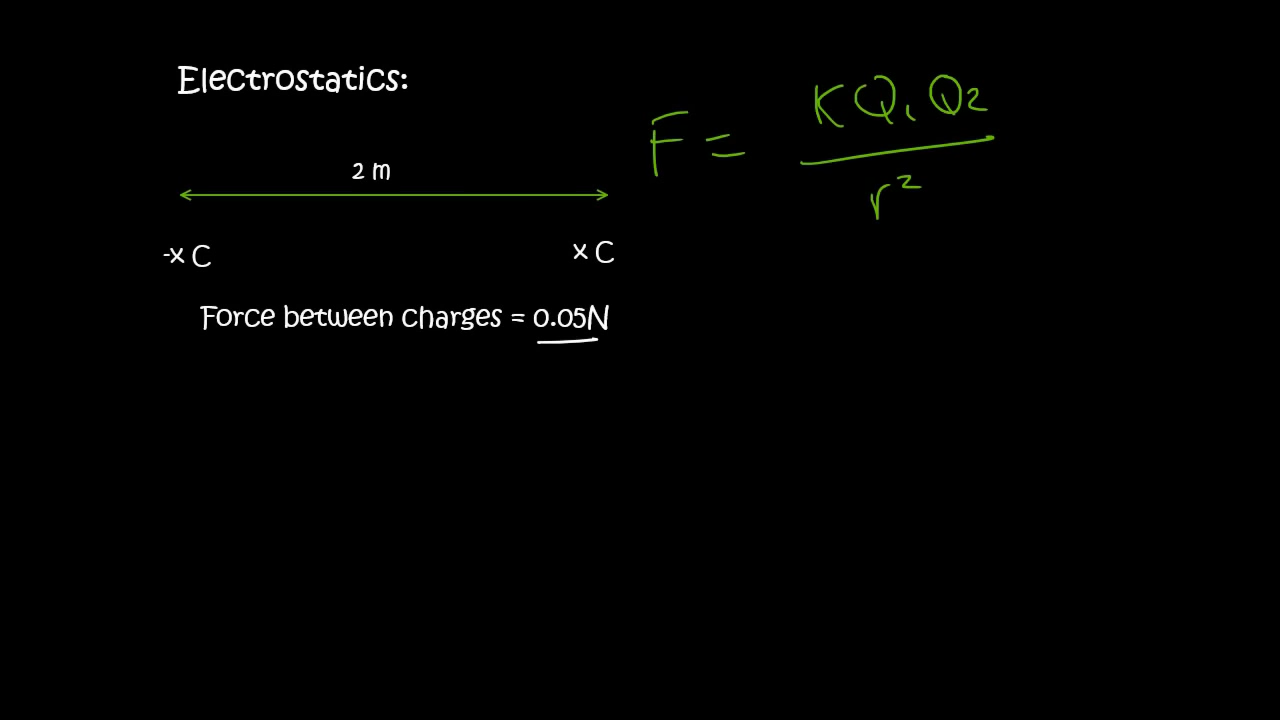 Electrostatics:
F = KQ1Q2
r2
2 m
-x C
x C
Force between charges = 0.05N